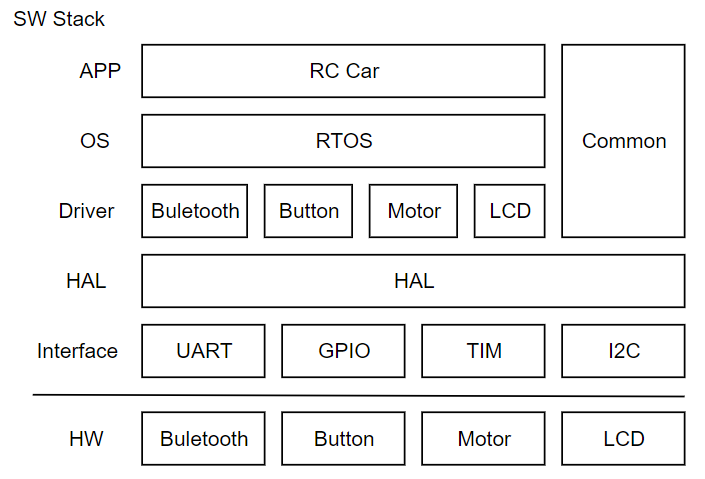 SW Stack
APP RC Car
OS RTOS Common
Driver Buletooth Button Motor LCD
HAL HAL
Interface UART GPIO TIM I2C
HW Buletooth Button Motor LCD